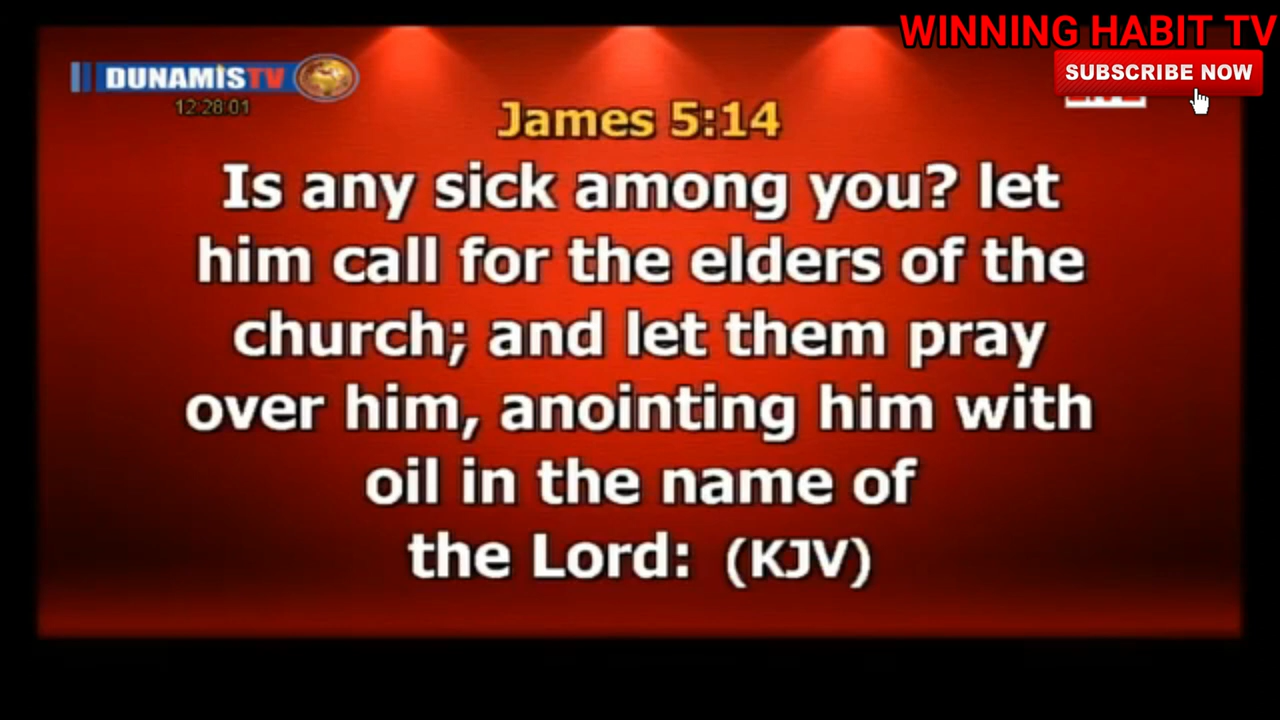 WINNING HABIT TV
DUNAMIS TV
SUBSCRIBE NOW
12:28:01
James 5:14
Is any sick among you? let
him call for the elders of the
church; and let them pray
over him, anointing him with
oil in the name of
the Lord: (KJV)